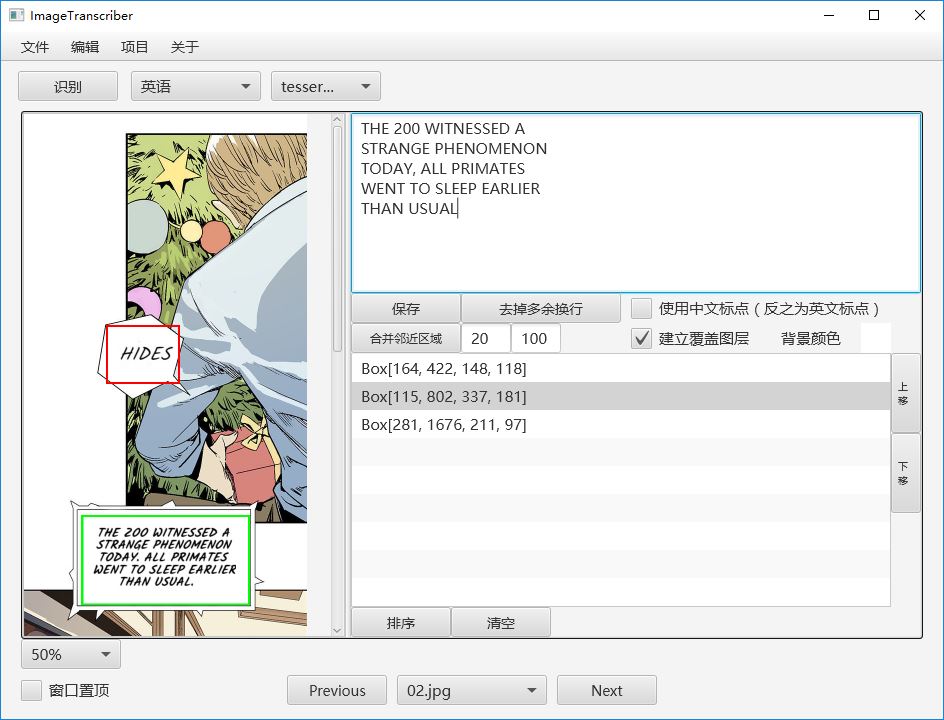 ImageTranscriber
文件 编辑 项目 关于
识别 英语 tesser...
HIDES
THE 200 WITNESSED A
STRANGE PHENOMENON
TODAY. ALL PRIMATES
WENT TO SLEEP EARLIER
THAN USUAL.
THE 200 WITNESSED A
STRANGE PHENOMENON
TODAY, ALL PRIMATES
WENT TO SLEEP EARLIER
THAN USUAL
保存 去掉多余换行 使用中文标点（反之为英文标点）
合并邻近区域 20 100 建立覆盖图层 背景颜色
Box[164, 422, 148, 118]
Box[115, 802, 337, 181]
Box[281, 1676, 211, 97]
上移
下移
排序 清空
50%
窗口置顶 Previous 02.jpg Next